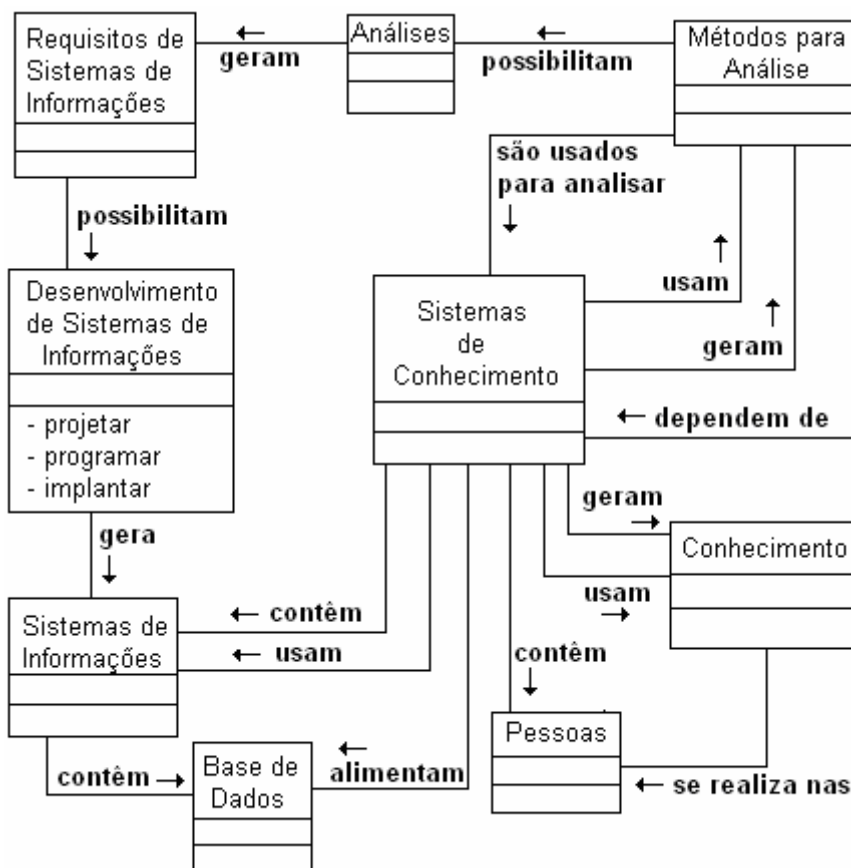 Requisitos de
Sistemas de
Informações
geram
Análises
possibilitam
Métodos para
Análise
são usados
para analisar
possibilitam
usam
geram
Desenvolvimento
de Sistemas de
Informações
- projetar
- programar
- implantar
Sistemas
de
Conhecimento
dependem de
geram
gera
Conhecimento
usam
Sistemas de
Informações
contêm
usam
contêm
Pessoas
se realiza nas
contêm
Base de
Dados
alimentam